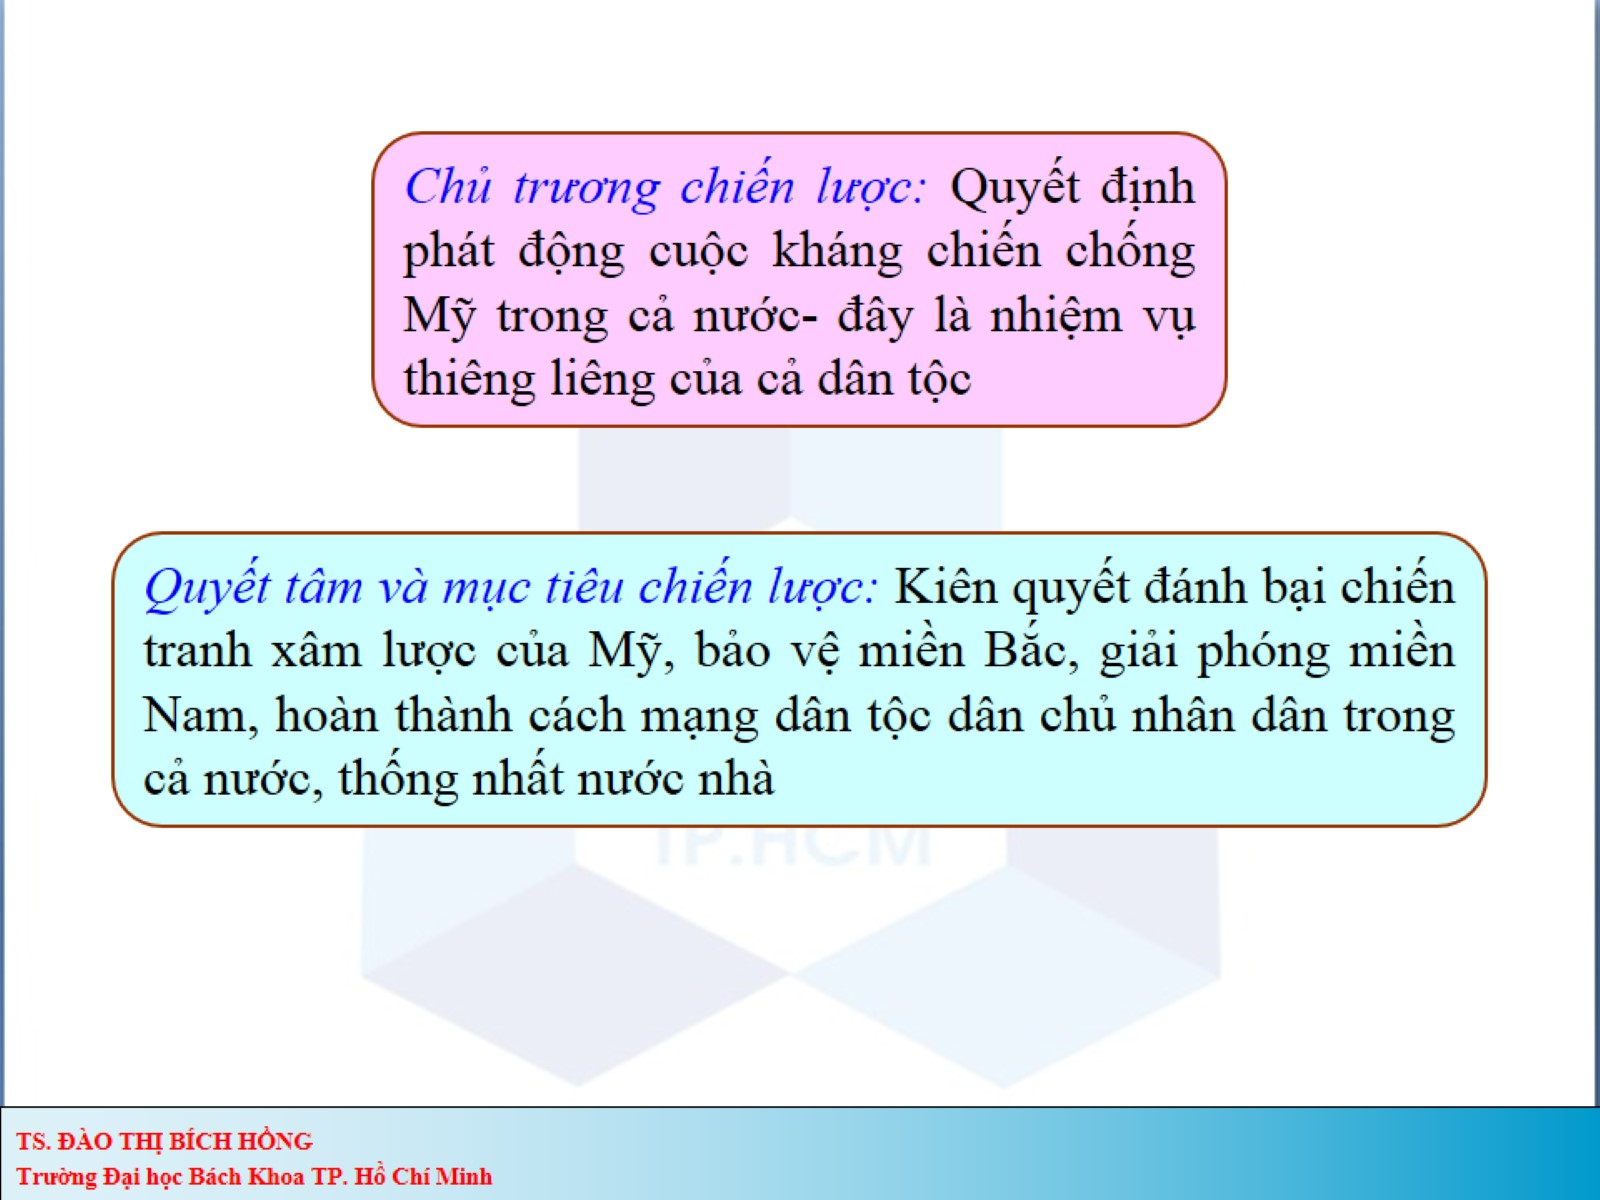 Chủ trương chiến lược: Quyết định
phát động cuộc kháng chiến chống
Mỹ trong cả nước- đây là nhiệm vụ
thiêng liêng của cả dân tộc
Quyết tâm và mục tiêu chiến lược: Kiên quyết đánh bại chiến
tranh xâm lược của Mỹ, bảo vệ miền Bắc, giải phóng miền
Nam, hoàn thành cách mạng dân tộc dân chủ nhân dân trong
cả nước, thống nhất nước nhà
TP.HCM
TS. ĐÀO THỊ BÍCH HỒNG
Trường Đại học Bách Khoa TP. Hồ Chí Minh